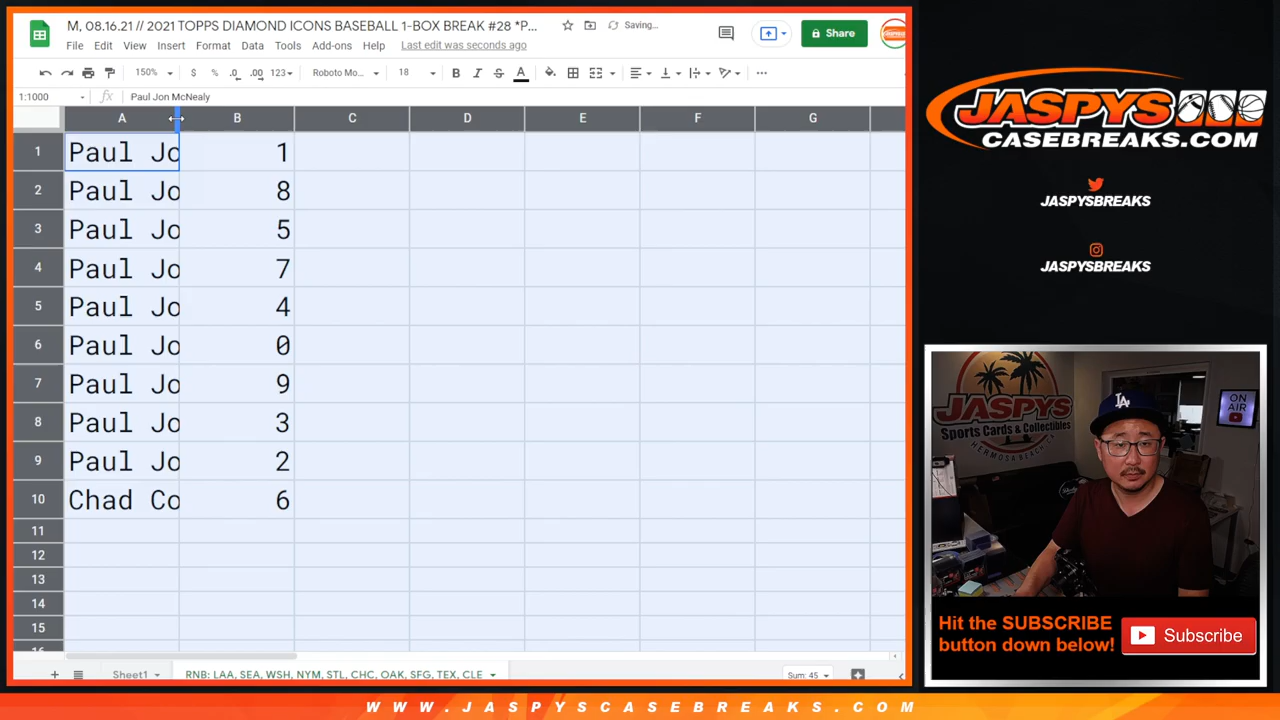 M, 08.16.21 // 2021 TOPPS DIAMOND ICONS BASEBALL 1-BOX BREAK #28 *P... Saving...
File Edit View Insert Format Data Tools Add-ons Help Last edit was seconds ago
Share
150% $ % .0 .00 123 Roboto Mo... 18 B I S A
1:1000 fx Paul Jon McNealy
A B C D E F G
1 Paul Jo 1
2 Paul Jo 8
3 Paul Jo 5
4 Paul Jo 7
5 Paul Jo 4
6 Paul Jo 0
7 Paul Jo 9
8 Paul Jo 3
9 Paul Jo 2
10 Chad Co 6
11
12
13
14
15
Sheet1 RNB: LAA, SEA, WSH, NYM, STL, CHC, OAK, SFG, TEX, CLE Sum: 45
JASPYS
CASEBREAKS.COM
JASPYSBREAKS
JASPYSBREAKS
JASPYS
Sports Cards & Collectibles
HERMOSA BEACH
ON
AIR
LA
Hit the SUBSCRIBE
button down below!
Subscribe
WWW.JASPYSCASEBREAKS.COM